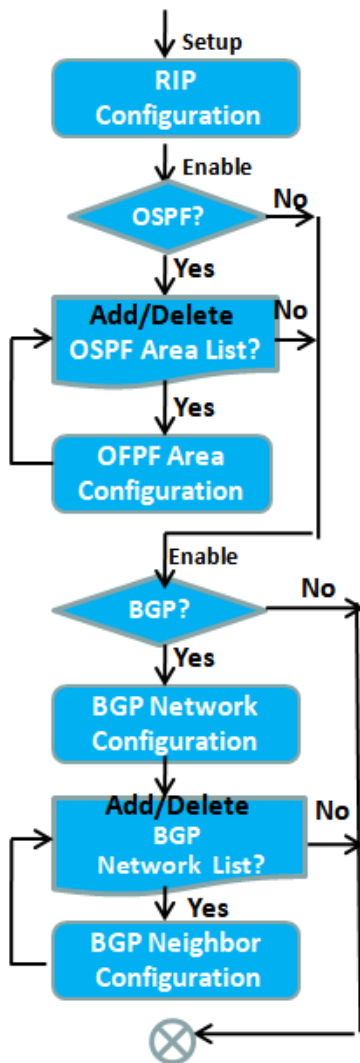 Setup
RIP
Configuration
Enable
OSPF?
No
Yes
Add/Delete
No
OSPF Area List?
Yes
OFPF Area
Configuration
Enable
BGP?
No
Yes
BGP Network
Configuration
Add/Delete
No
BGP
Network List?
Yes
BGP Neighbor
Configuration